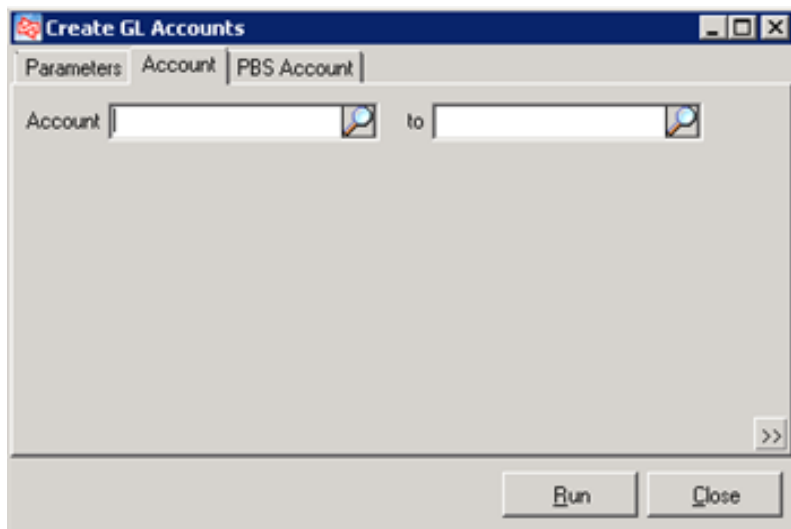 Create GL Accounts
Parameters Account PBS Account
Account to
>>
Run Close